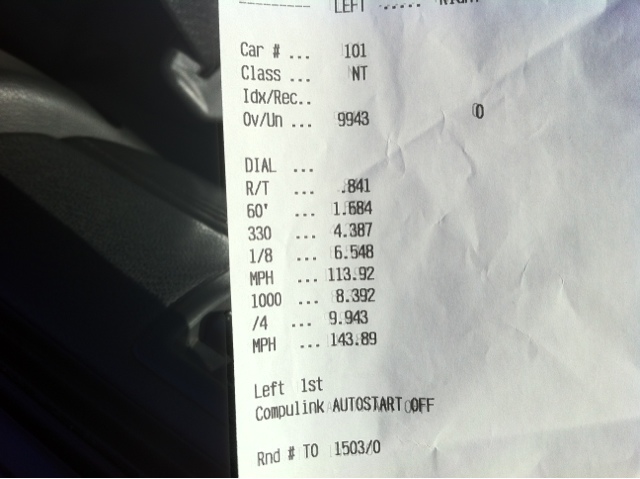 --------- LEFT ..... RIGHT
Car # ... 101
Class ... NT
Idx/Rec..
Ov/Un ... 9943 0
DIAL ...
R/T ... .841
60' ... 1.684
330 ... 4.387
1/8 ... 6.548
MPH ... 113.92
1000 ... 8.392
/4 ... 9.943
MPH ... 143.89
Left 1st
Compulink AUTOSTART OFF
Rnd # TO 1503/0